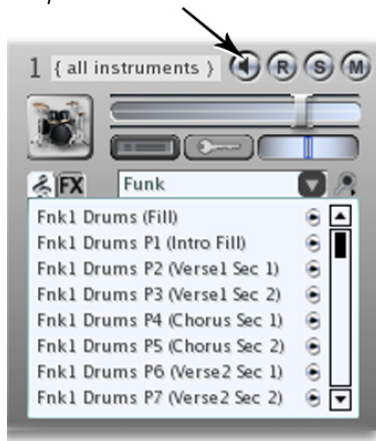 1 { all instruments } R S M
FX Funk
Fnk1 Drums (Fill)
Fnk1 Drums P1 (Intro Fill)
Fnk1 Drums P2 (Verse1 Sec 1)
Fnk1 Drums P3 (Verse1 Sec 2)
Fnk1 Drums P4 (Chorus Sec 1)
Fnk1 Drums P5 (Chorus Sec 2)
Fnk1 Drums P6 (Verse2 Sec 1)
Fnk1 Drums P7 (Verse2 Sec 2)